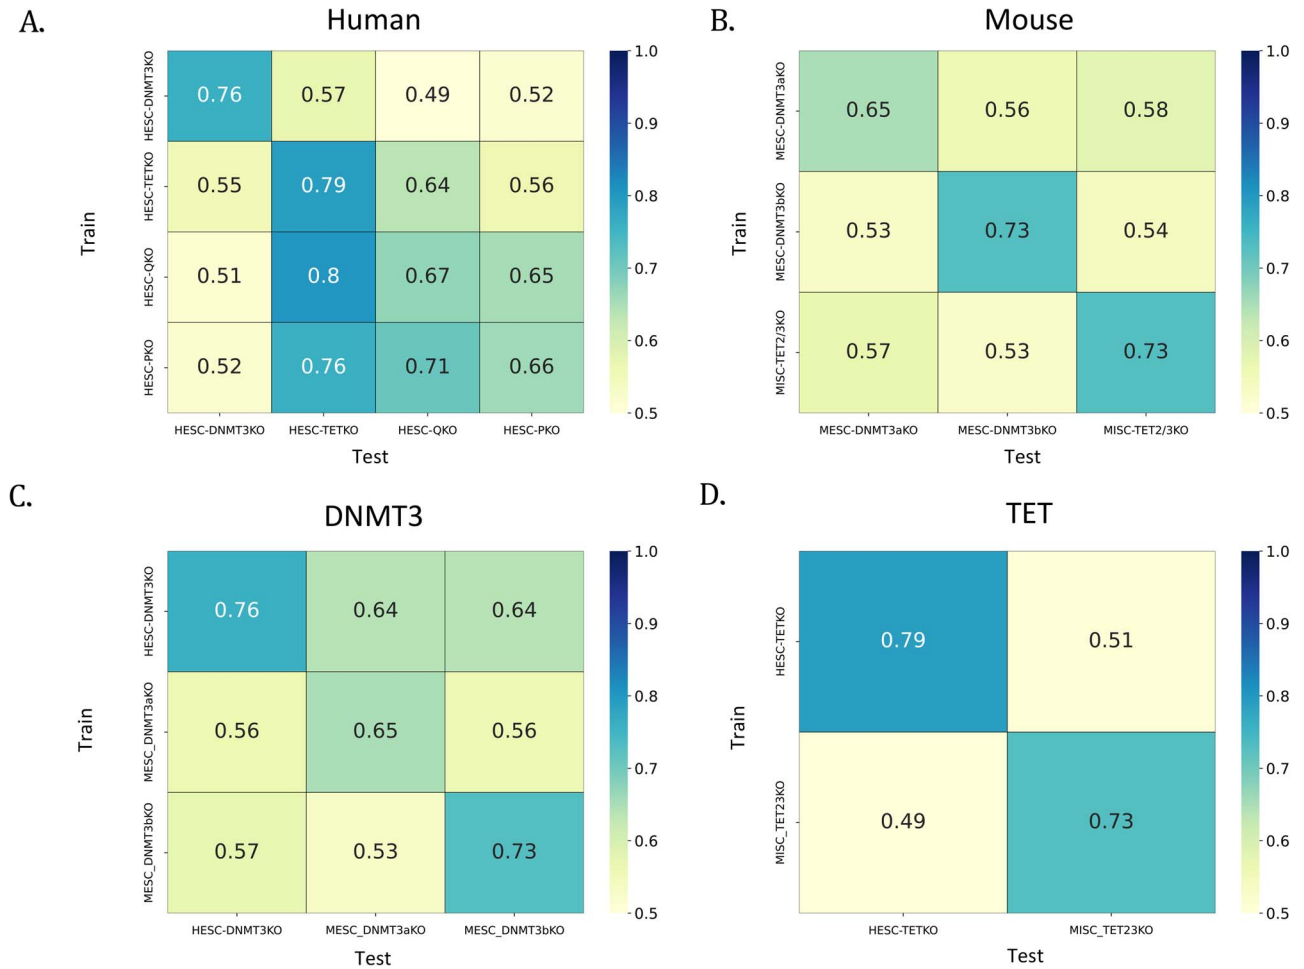 A.
Human
HESC-DNMT3KO
0.76
0.57
0.49
0.52
HESC-TETKO
0.55
0.79
0.64
0.56
HESC-QKO
0.51
0.8
0.67
0.65
HESC-PKO
0.52
0.76
0.71
0.66
Train
HESC-DNMT3KO
HESC-TETKO
HESC-QKO
HESC-PKO
Test
1.0
0.9
0.8
0.7
0.6
0.5
B.
Mouse
MESC-DNMT3aKO
0.65
0.56
0.58
MESC-DNMT3bKO
0.53
0.73
0.54
MISC-TET2/3KO
0.57
0.53
0.73
Train
MESC-DNMT3aKO
MESC-DNMT3bKO
MISC-TET2/3KO
Test
1.0
0.9
0.8
0.7
0.6
0.5
C.
DNMT3
HESC-DNMT3KO
0.76
0.64
0.64
MESC_DNMT3aKO
0.56
0.65
0.56
MESC_DNMT3bKO
0.57
0.53
0.73
Train
HESC-DNMT3KO
MESC_DNMT3aKO
MESC_DNMT3bKO
Test
1.0
0.9
0.8
0.7
0.6
0.5
D.
TET
HESC-TETKO
0.79
0.51
MISC_TET23KO
0.49
0.73
Train
HESC-TETKO
MISC_TET23KO
Test
1.0
0.9
0.8
0.7
0.6
0.5